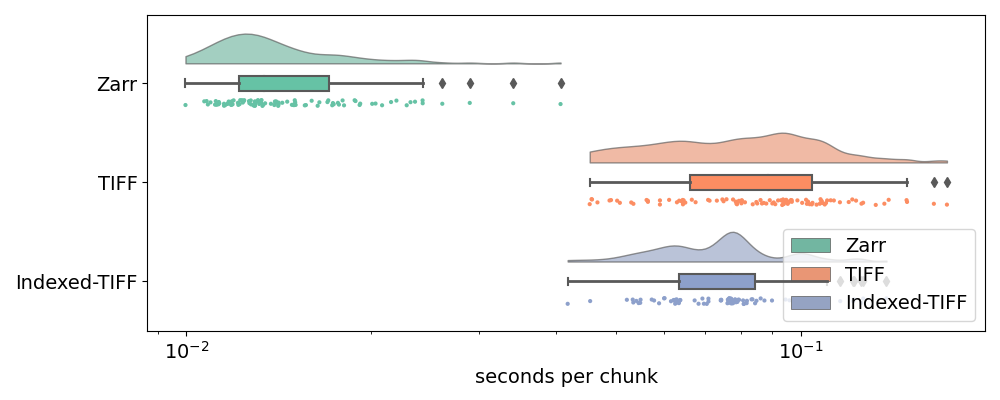 Zarr
TIFF
Indexed-TIFF
Zarr
TIFF
Indexed-TIFF
10⁻²
10⁻¹
seconds per chunk